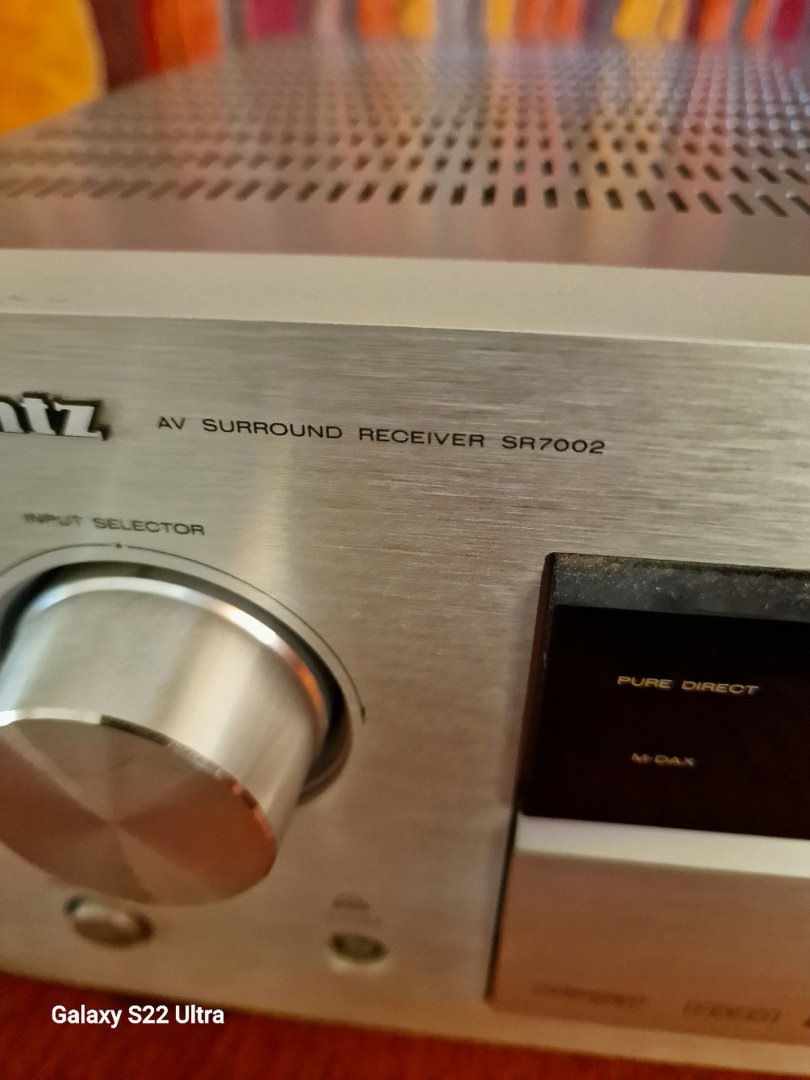 ntz
AV SURROUND RECEIVER SR7002
INPUT SELECTOR
PURE DIRECT
M-DAX
Galaxy S22 Ultra